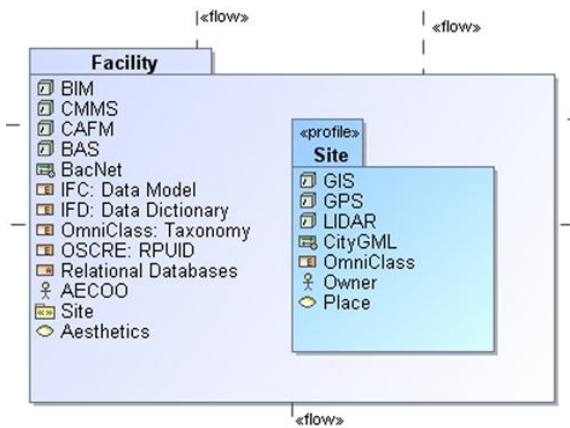 «flow»
«flow»
Facility
BIM
CMMS
CAFM
BAS
BacNet
IFC: Data Model
IFD: Data Dictionary
OmniClass: Taxonomy
OSCRE: RPUID
Relational Databases
AECOO
Site
Aesthetics
«profile»
Site
GIS
GPS
LIDAR
CityGML
OmniClass
Owner
Place
«flow»